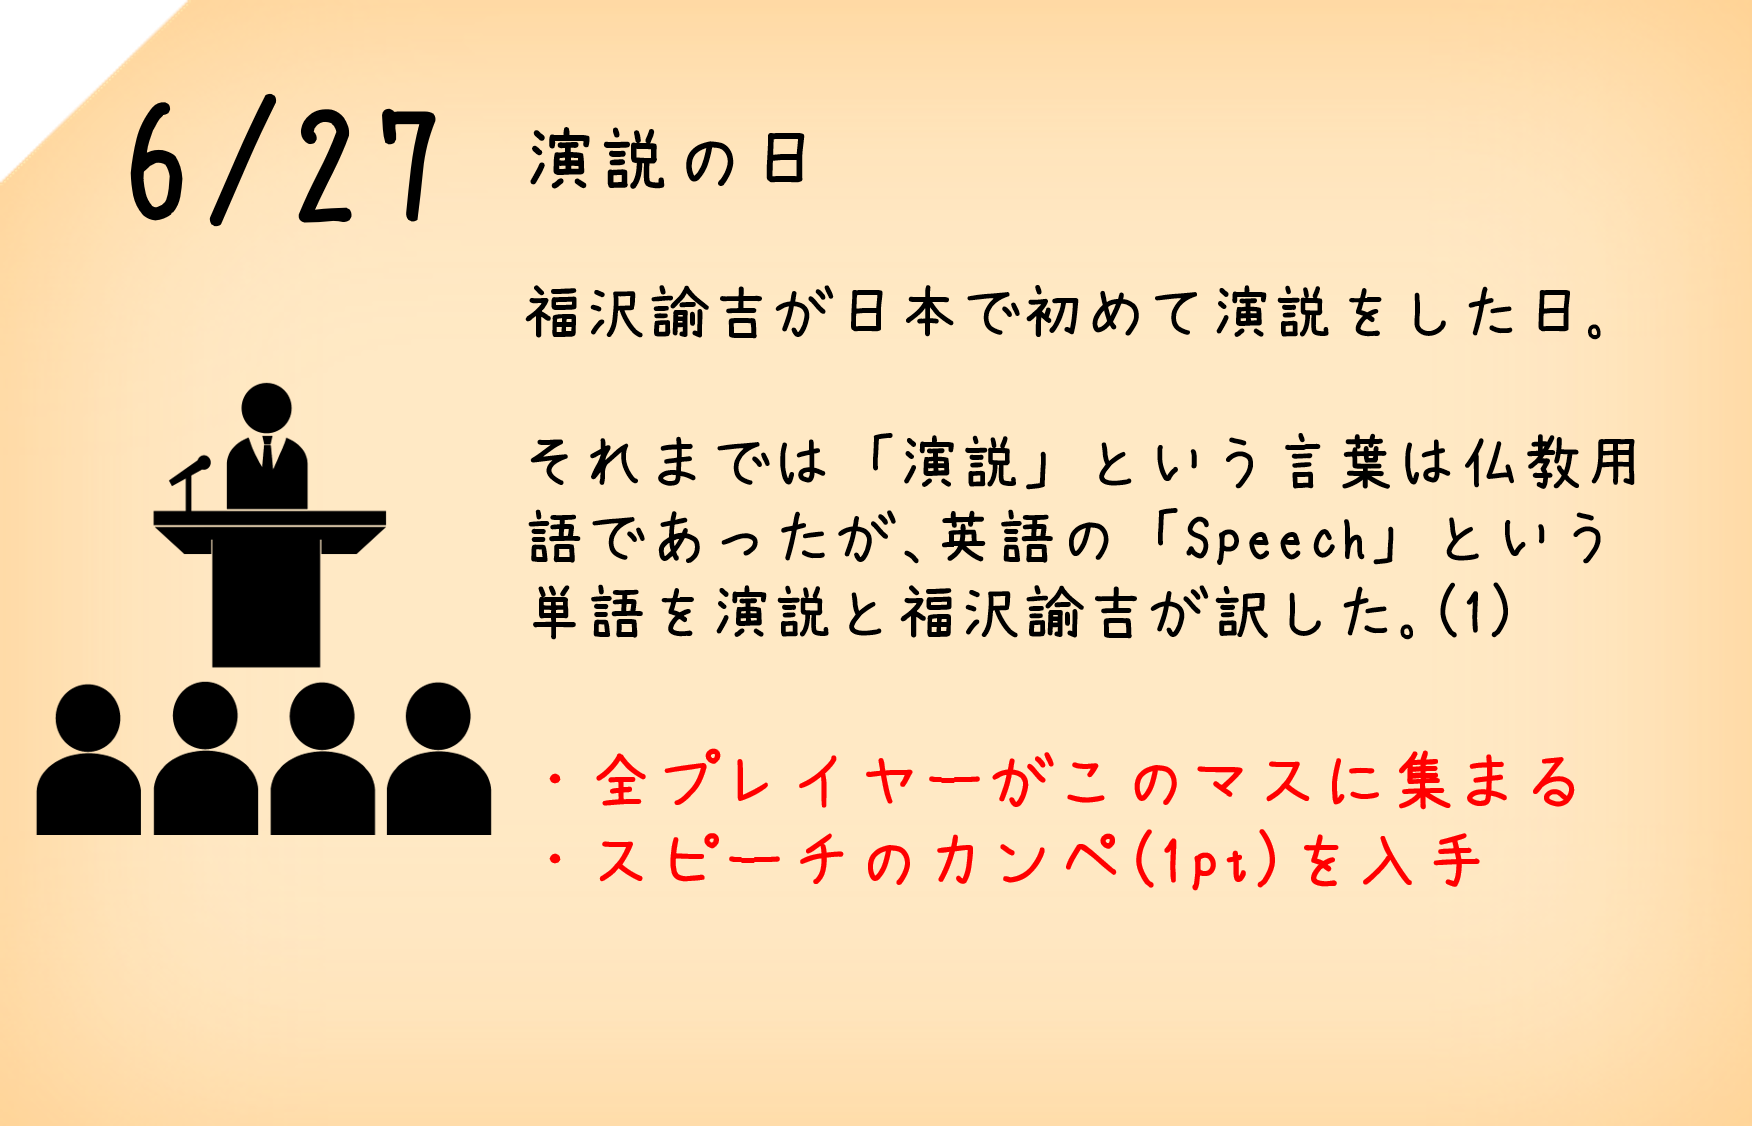 6/27 演説の日
福沢諭吉が日本で初めて演説をした日。
それまでは「演説」という言葉は仏教用
語であったが、英語の「Speech」という
単語を演説と福沢諭吉が訳した。(1)
・全プレイヤーがこのマスに集まる
・スピーチのカンペ(1pt)を入手